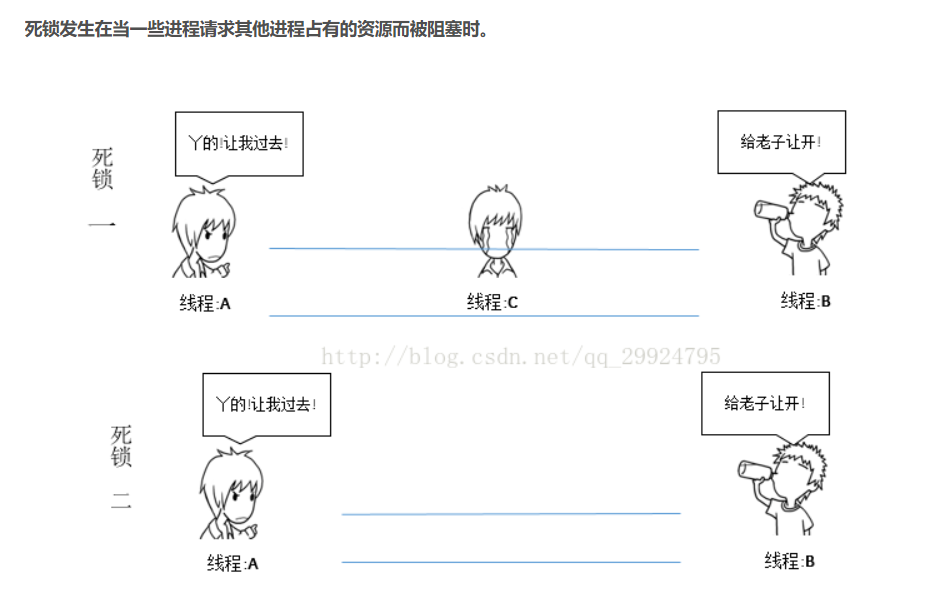 死锁发生在当一些进程请求其他进程占有的资源而被阻塞时。
丫的!让我过去!
给老子让开!
死锁 一
线程:A
线程:C
线程:B
http://blog.csdn.net/qq_29924795
丫的!让我过去!
给老子让开!
死锁 二
线程:A
线程:B